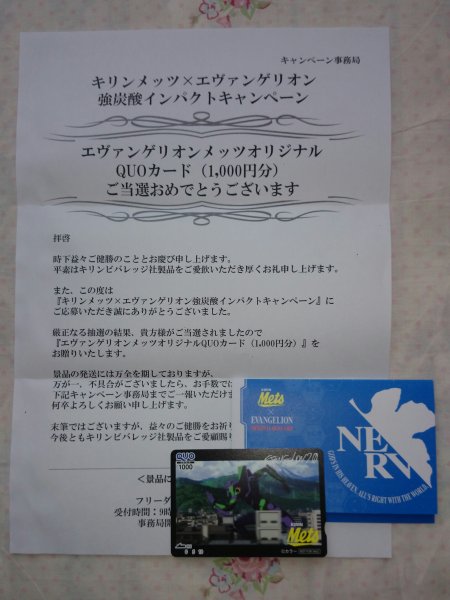 キャンペーン事務局
キリンメッツ×エヴァンゲリオン
強炭酸インパクトキャンペーン
エヴァンゲリオンメッツオリジナル
QUOカード（1,000円分）
ご当選おめでとうございます
拝啓
時下益々ご健勝のこととお慶び申し上げます。
平素はキリンビバレッジ社製品をご愛飲いただき厚くお礼申し上げます。
また、この度は
『キリンメッツ×エヴァンゲリオン強炭酸インパクトキャンペーン』に
ご応募いただき誠にありがとうございました。
厳正なる抽選の結果、貴方様がご当選されましたので
『エヴァンゲリオンメッツオリジナルQUOカード（1,000円分）』を
お贈りいたします。
景品の発送には万全を期しておりますが、
万が一、不具合がございましたら、お手数では
下記キャンペーン事務局までご一報いただけま
何卒よろしくお願い申し上げます。
末筆ではございますが、益々のご健勝をお祈り
今後ともキリンビバレッジ社製品をご愛顧賜り
＜景品に
フリーダ
受付時間：9時
事務局開
Mets
×
EVANGELION
NERV
GOD'S IN HIS HEAVEN, ALL'S RIGHT WITH THE WORLD
QUO
1000
Mets